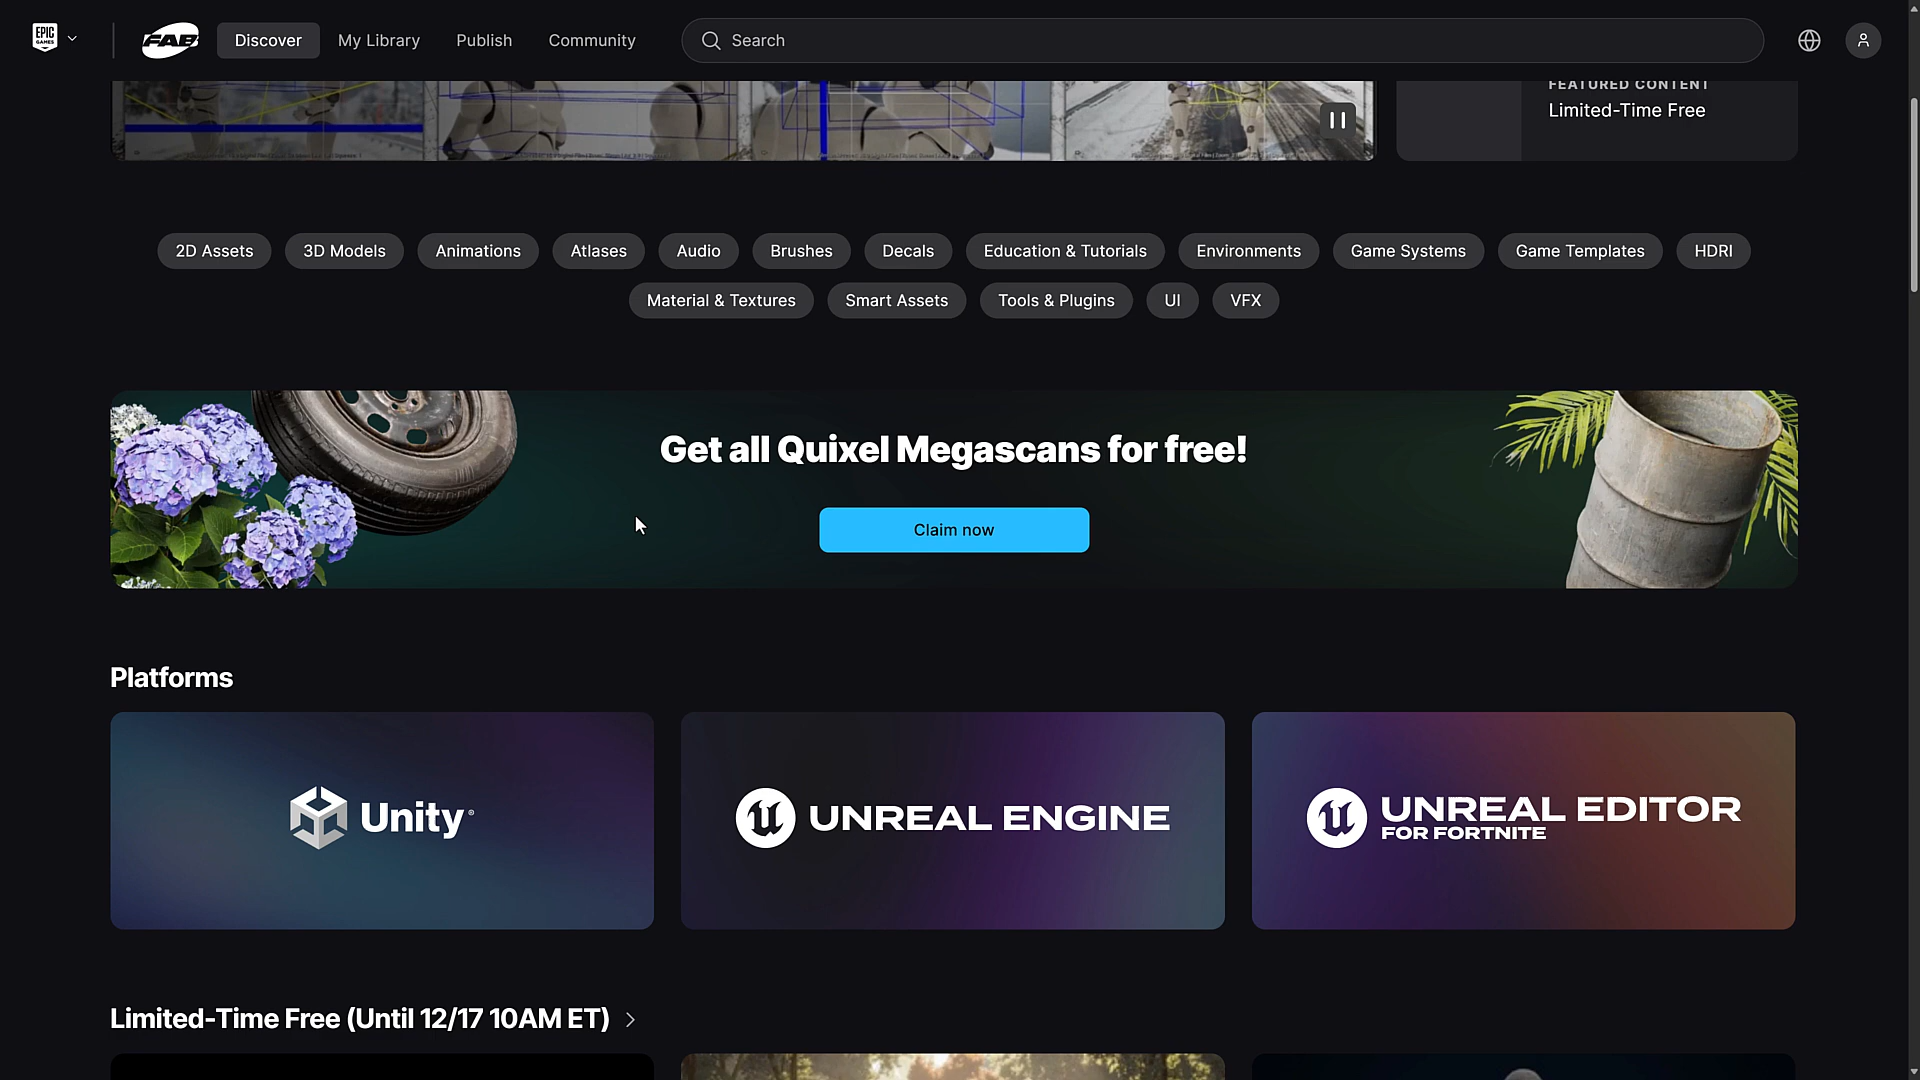 EPIC
GAMES
FAB
Discover
My Library
Publish
Community
Search
FEATURED CONTENT
Limited-Time Free
2D Assets
3D Models
Animations
Atlases
Audio
Brushes
Decals
Education & Tutorials
Environments
Game Systems
Game Templates
HDRI
Material & Textures
Smart Assets
Tools & Plugins
UI
VFX
Get all Quixel Megascans for free!
Claim now
Platforms
Unity®
UNREAL ENGINE
UNREAL EDITOR
FOR FORTNITE
Limited-Time Free (Until 12/17 10AM ET)